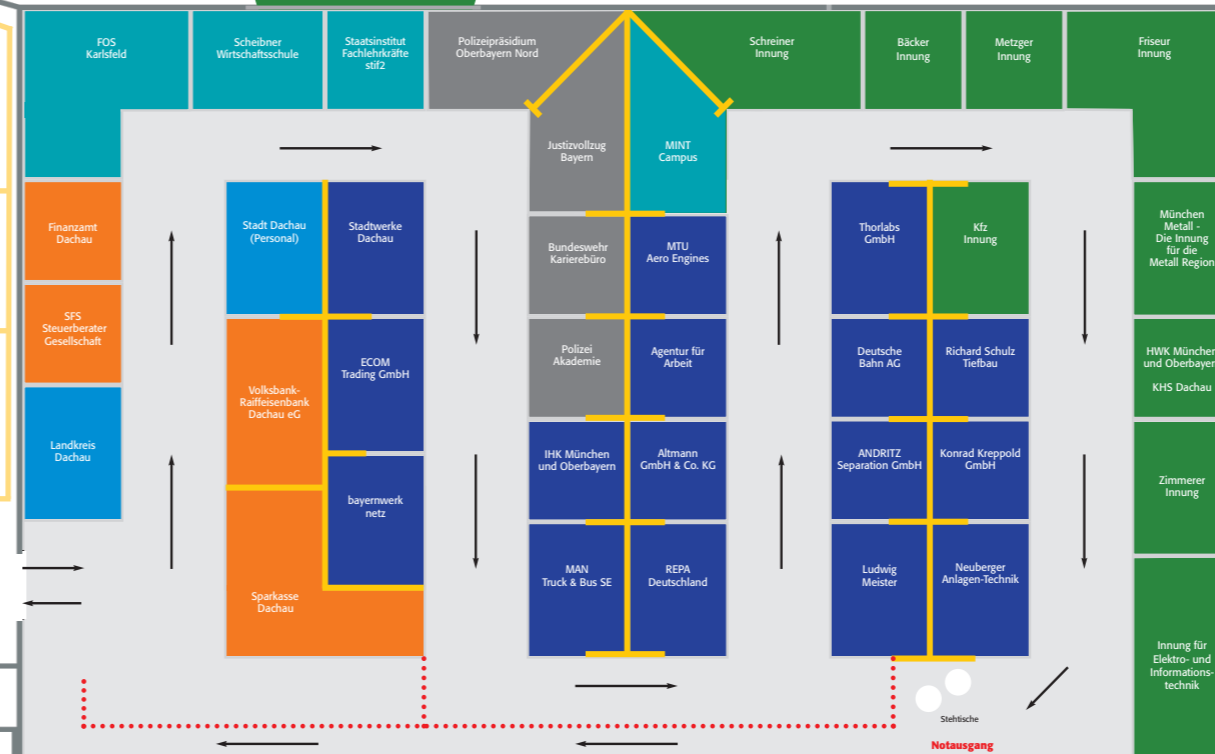 FOS
Karlsfeld
Scheibner
Wirtschaftsschule
Staatsinstitut
Fachlehrkräfte
stif2
Polizeipräsidium
Oberbayern Nord
Schreiner
Innung
Bäcker
Innung
Metzger
Innung
Friseur
Innung
Justizvollzug
Bayern
MINT
Campus
Finanzamt
Dachau
Stadt Dachau
(Personal)
Stadtwerke
Dachau
Bundeswehr
Karierebüro
MTU
Aero Engines
Thorlabs
GmbH
Kfz
Innung
München
Metall -
Die Innung
für die
Metall Region
SFS
Steuerberater
Gesellschaft
Volksbank-
Raiffeisenbank
Dachau eG
ECOM
Trading GmbH
Polizei
Akademie
Agentur für
Arbeit
Deutsche
Bahn AG
Richard Schulz
Tiefbau
HWK München
und Oberbayern
KHS Dachau
Landkreis
Dachau
bayernwerk
netz
IHK München
und Oberbayern
Altmann
GmbH & Co. KG
ANDRITZ
Separation GmbH
Konrad Kreppold
GmbH
Zimmerer
Innung
Sparkasse
Dachau
MAN
Truck & Bus SE
REPA
Deutschland
Ludwig
Meister
Neuberger
Anlagen-Technik
Innung für
Elektro- und
Informations-
technik
Stehtische
Notausgang